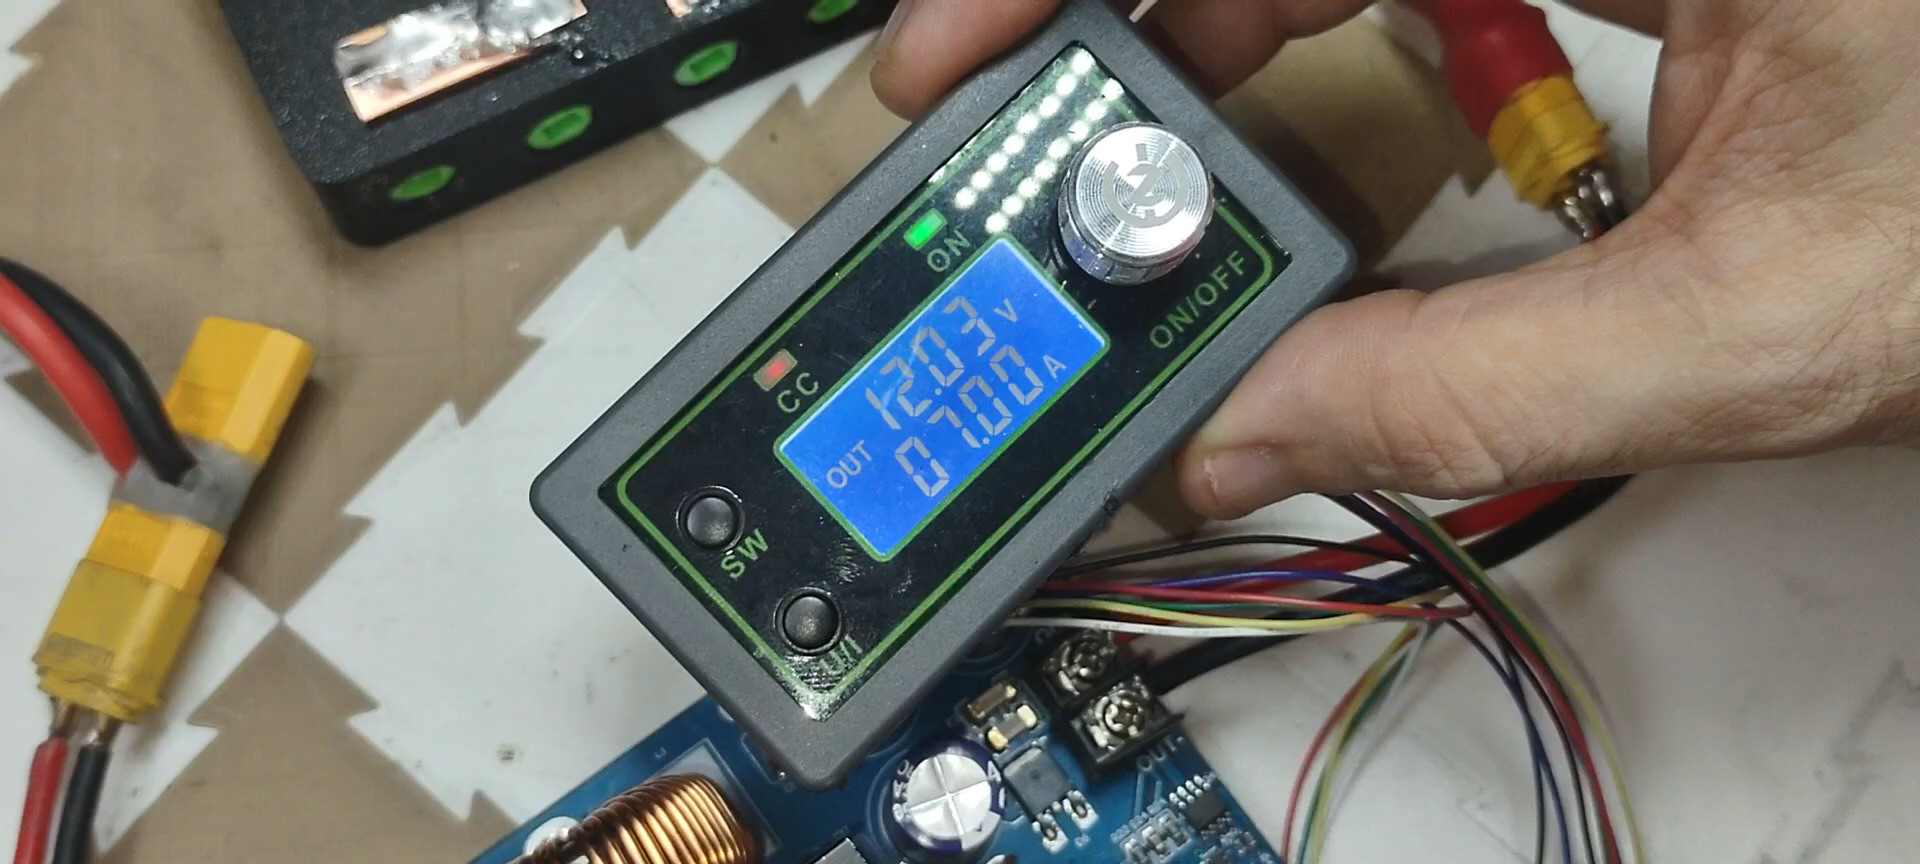 ON
ON/OFF
CC
12.03 V
07.00 A
OUT
SW
U/I
OUT